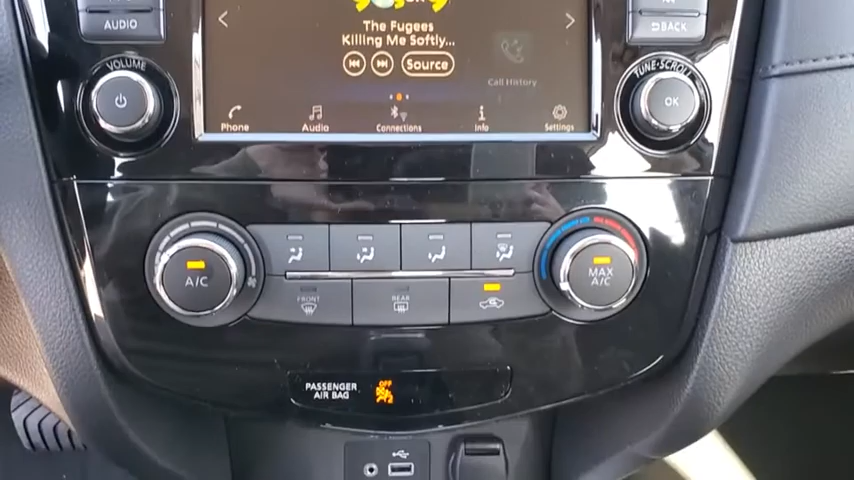 AUDIO
The Fugees
Killing Me Softly...
Source
Call History
BACK
VOLUME
TUNE·SCROLL
OK
Phone
Audio
Connections
Info
Settings
A/C
MAX
A/C
FRONT
REAR
PASSENGER
AIR BAG
OFF